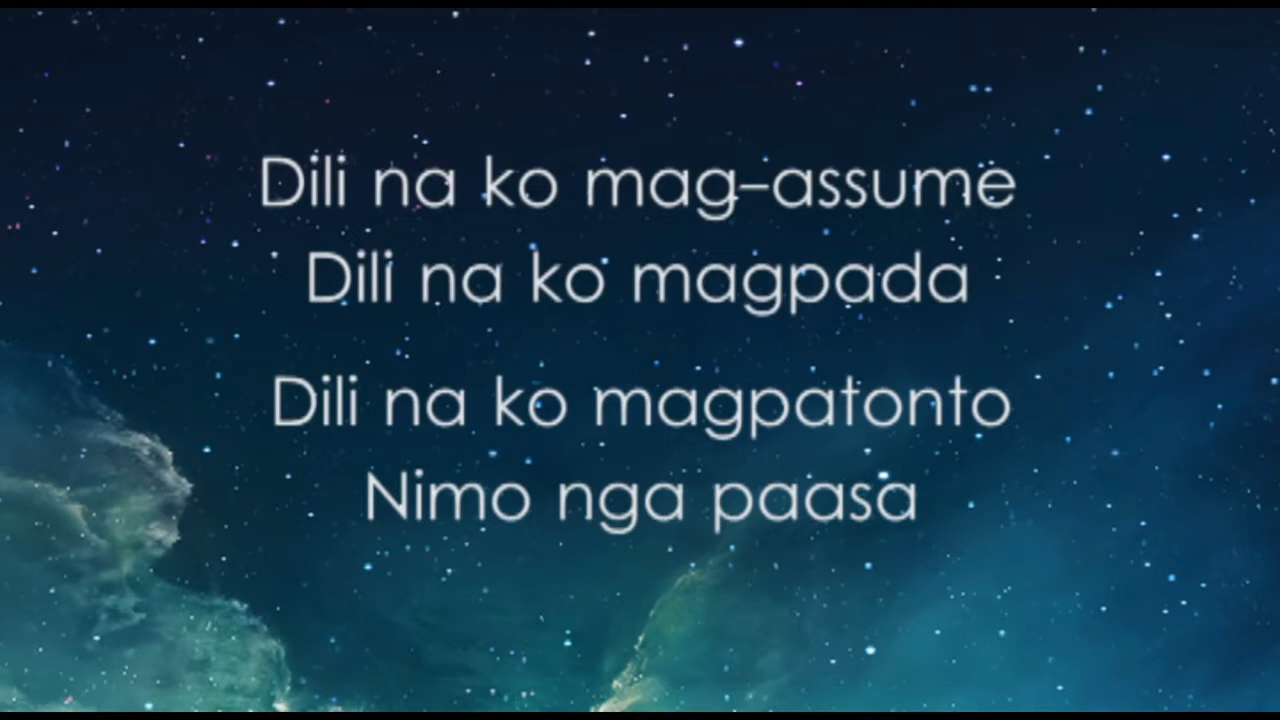 Dili na ko mag-assume
Dili na ko magpada
Dili na ko magpatonto
Nimo nga paasa